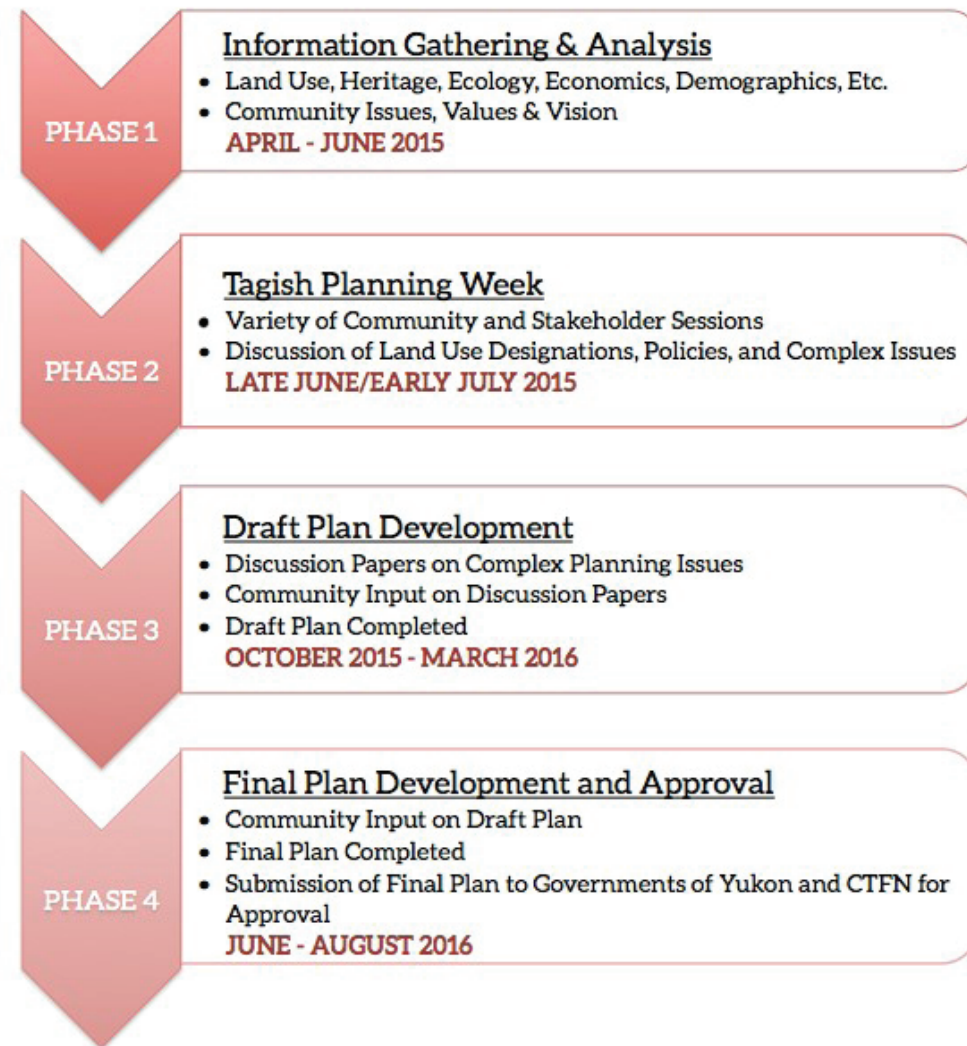 PHASE 1
Information Gathering & Analysis
• Land Use, Heritage, Ecology, Economics, Demographics, Etc.
• Community Issues, Values & Vision
APRIL - JUNE 2015
PHASE 2
Tagish Planning Week
• Variety of Community and Stakeholder Sessions
• Discussion of Land Use Designations, Policies, and Complex Issues
LATE JUNE/EARLY JULY 2015
PHASE 3
Draft Plan Development
• Discussion Papers on Complex Planning Issues
• Community Input on Discussion Papers
• Draft Plan Completed
OCTOBER 2015 - MARCH 2016
PHASE 4
Final Plan Development and Approval
• Community Input on Draft Plan
• Final Plan Completed
• Submission of Final Plan to Governments of Yukon and CTFN for
Approval
JUNE - AUGUST 2016